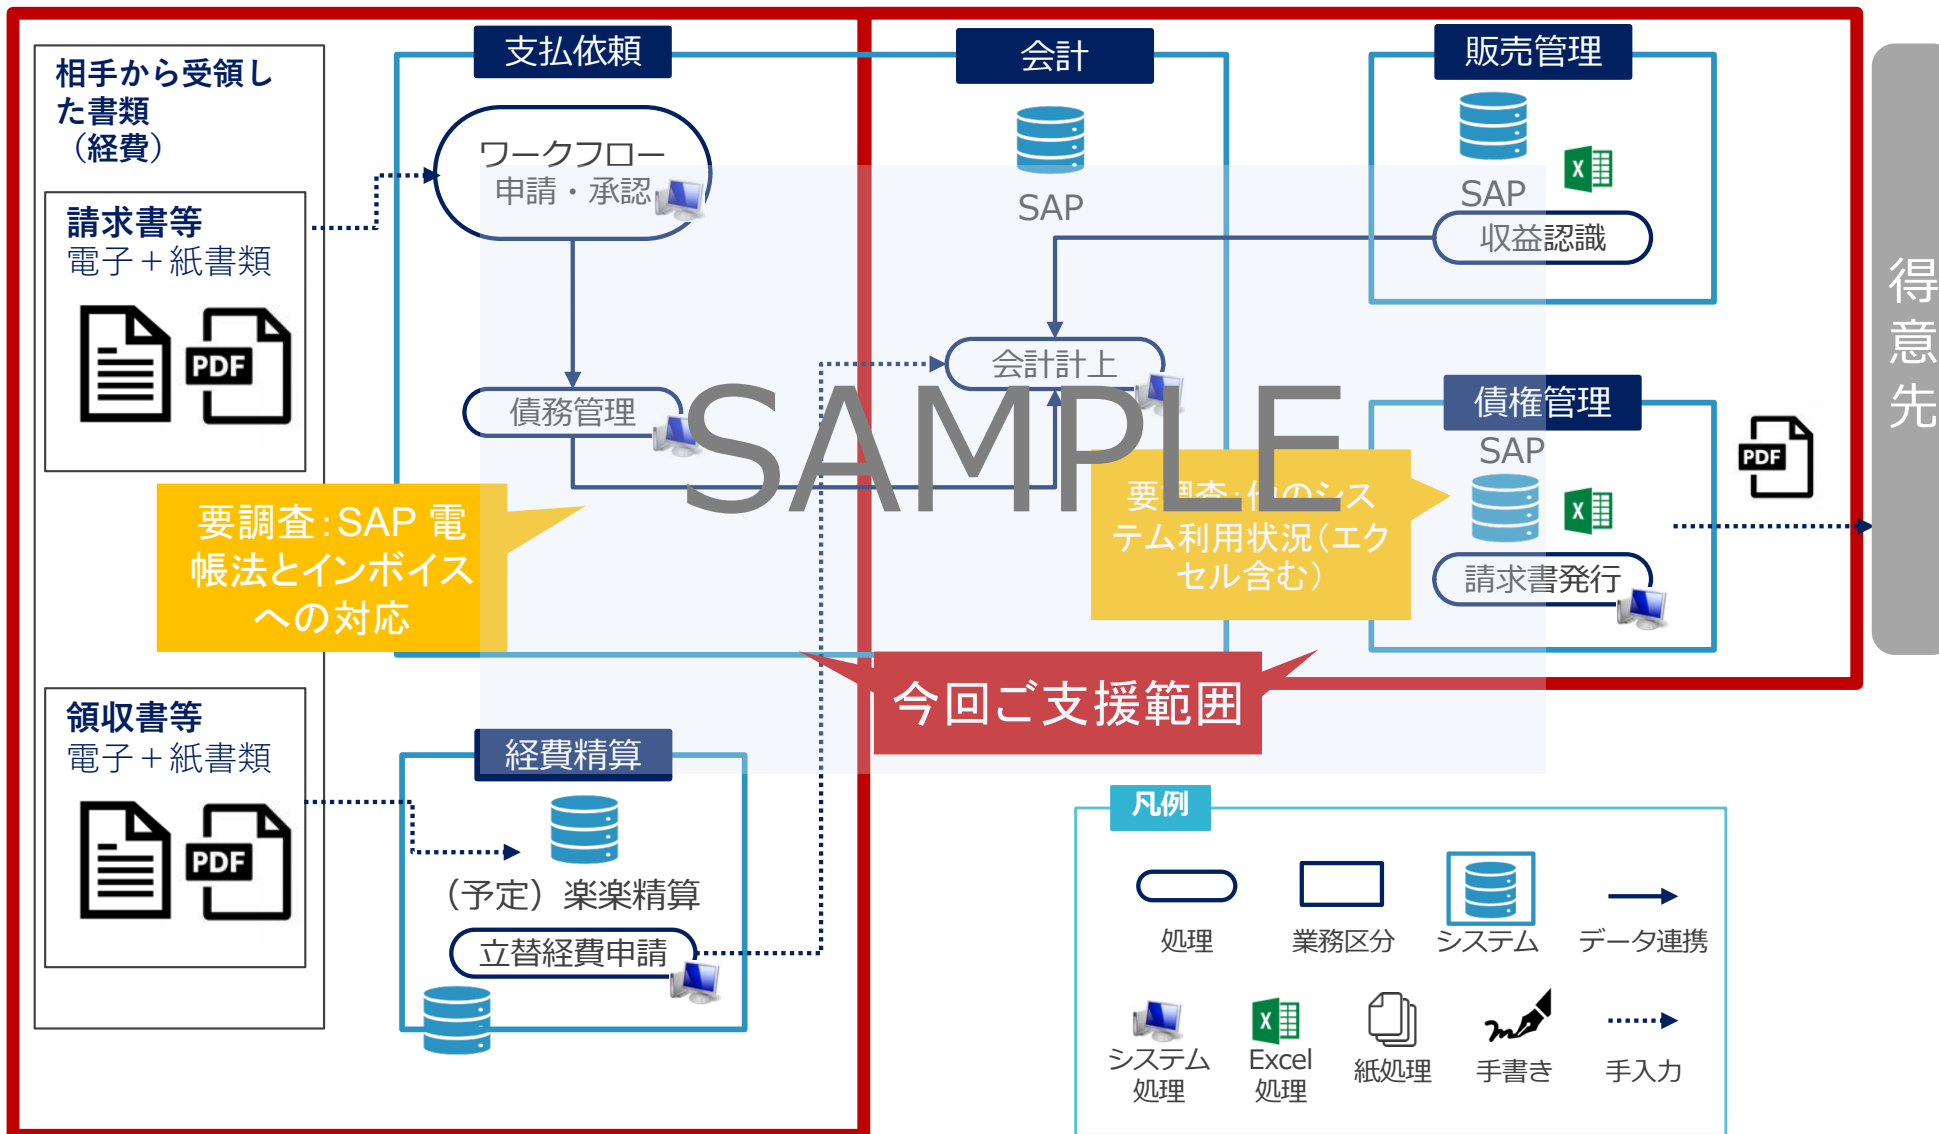 相手から受領し
た書類
（経費）
請求書等
電子＋紙書類
PDF
領収書等
電子＋紙書類
PDF
支払依頼
ワークフロー
申請・承認
債務管理
要調査：SAP 電
帳法とインボイス
への対応
経費精算
（予定）楽楽精算
立替経費申請
会計
SAP
会計計上
SAMPLE
販売管理
SAP
収益認識
債権管理
SAP
請求書発行
要調査：他のシス
テム利用状況（エク
セル含む）
PDF
得意先
今回ご支援範囲
凡例
処理
業務区分
システム
データ連携
システム
処理
Excel
処理
紙処理
手書き
手入力